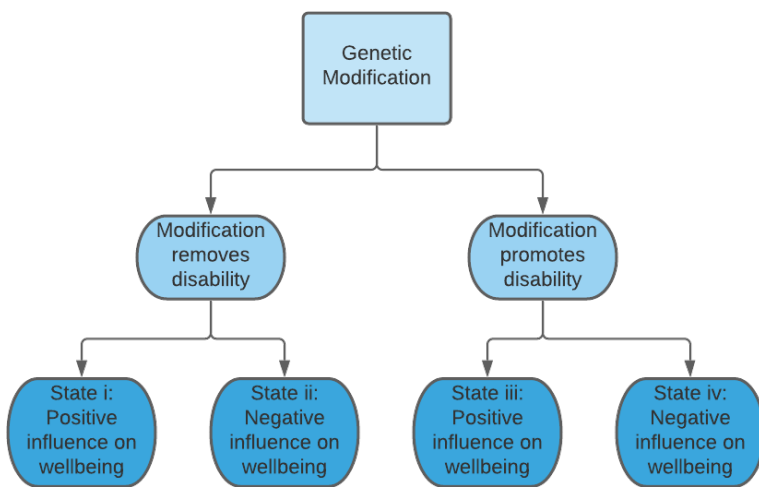 Genetic
Modification
Modification
removes
disability
Modification
promotes
disability
State i:
Positive
influence on
wellbeing
State ii:
Negative
influence on
wellbeing
State iii:
Positive
influence on
wellbeing
State iv:
Negative
influence on
wellbeing